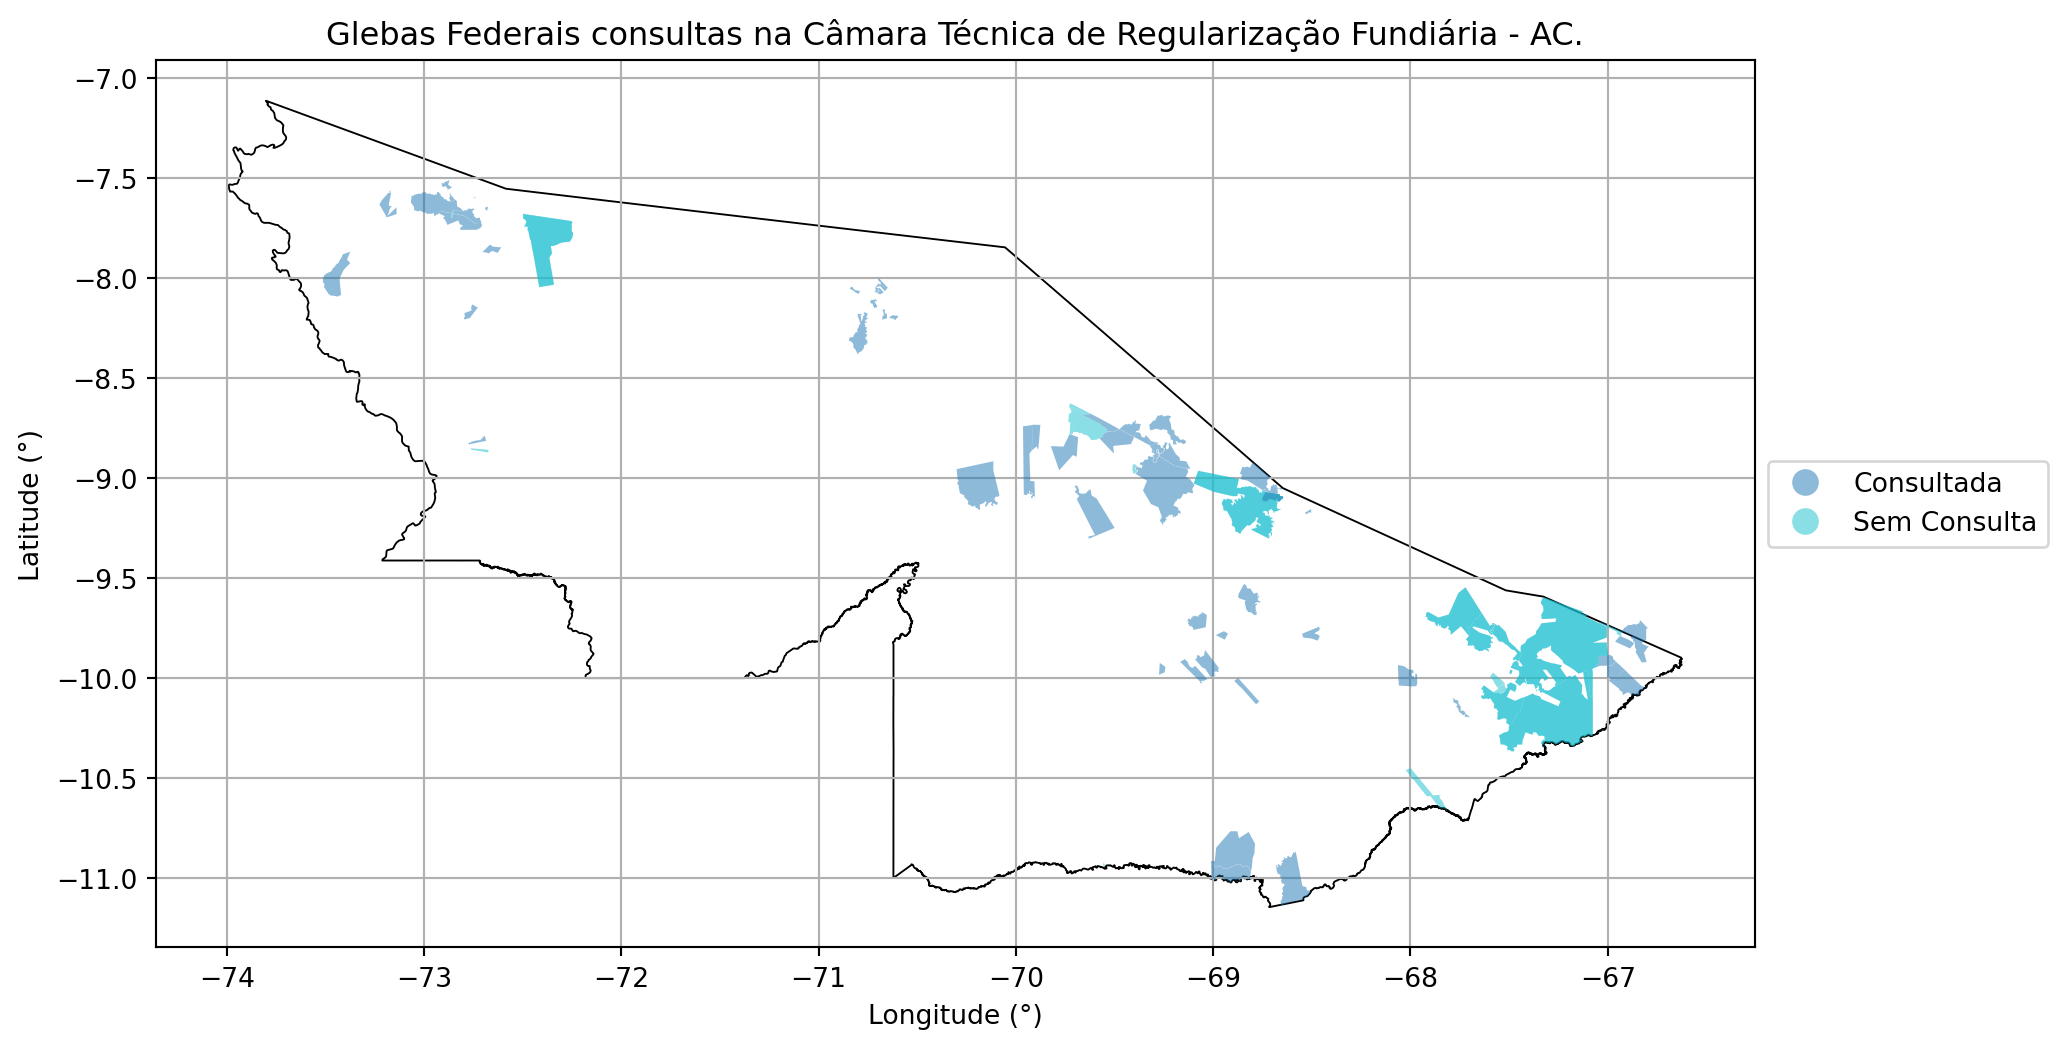 Glebas Federais consultas na Câmara Técnica de Regularização Fundiária - AC.
−7.0
−7.5
−8.0
−8.5
−9.0
−9.5
−10.0
−10.5
−11.0
Latitude (°)
−74 −73 −72 −71 −70 −69 −68 −67
Longitude (°)
Consultada
Sem Consulta